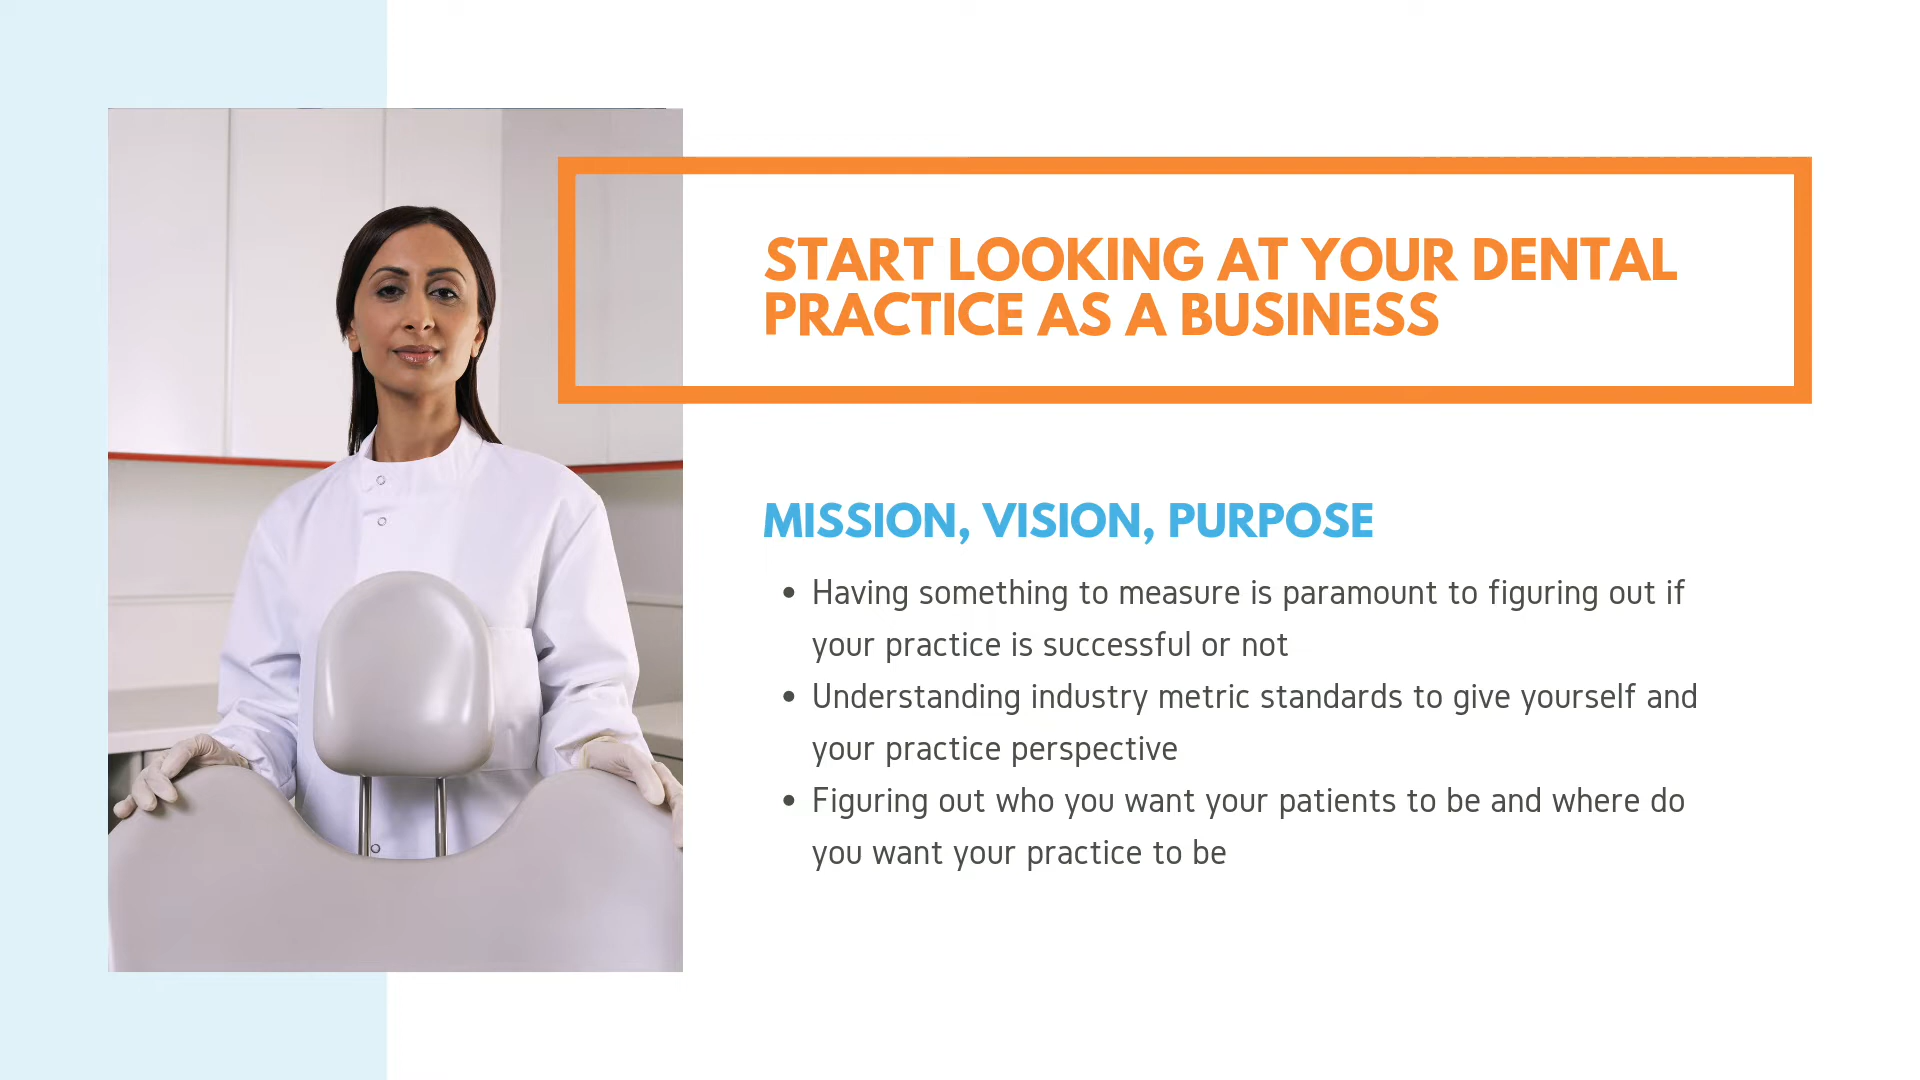 START LOOKING AT YOUR DENTAL
PRACTICE AS A BUSINESS
MISSION, VISION, PURPOSE
• Having something to measure is paramount to figuring out if
your practice is successful or not
• Understanding industry metric standards to give yourself and
your practice perspective
• Figuring out who you want your patients to be and where do
you want your practice to be